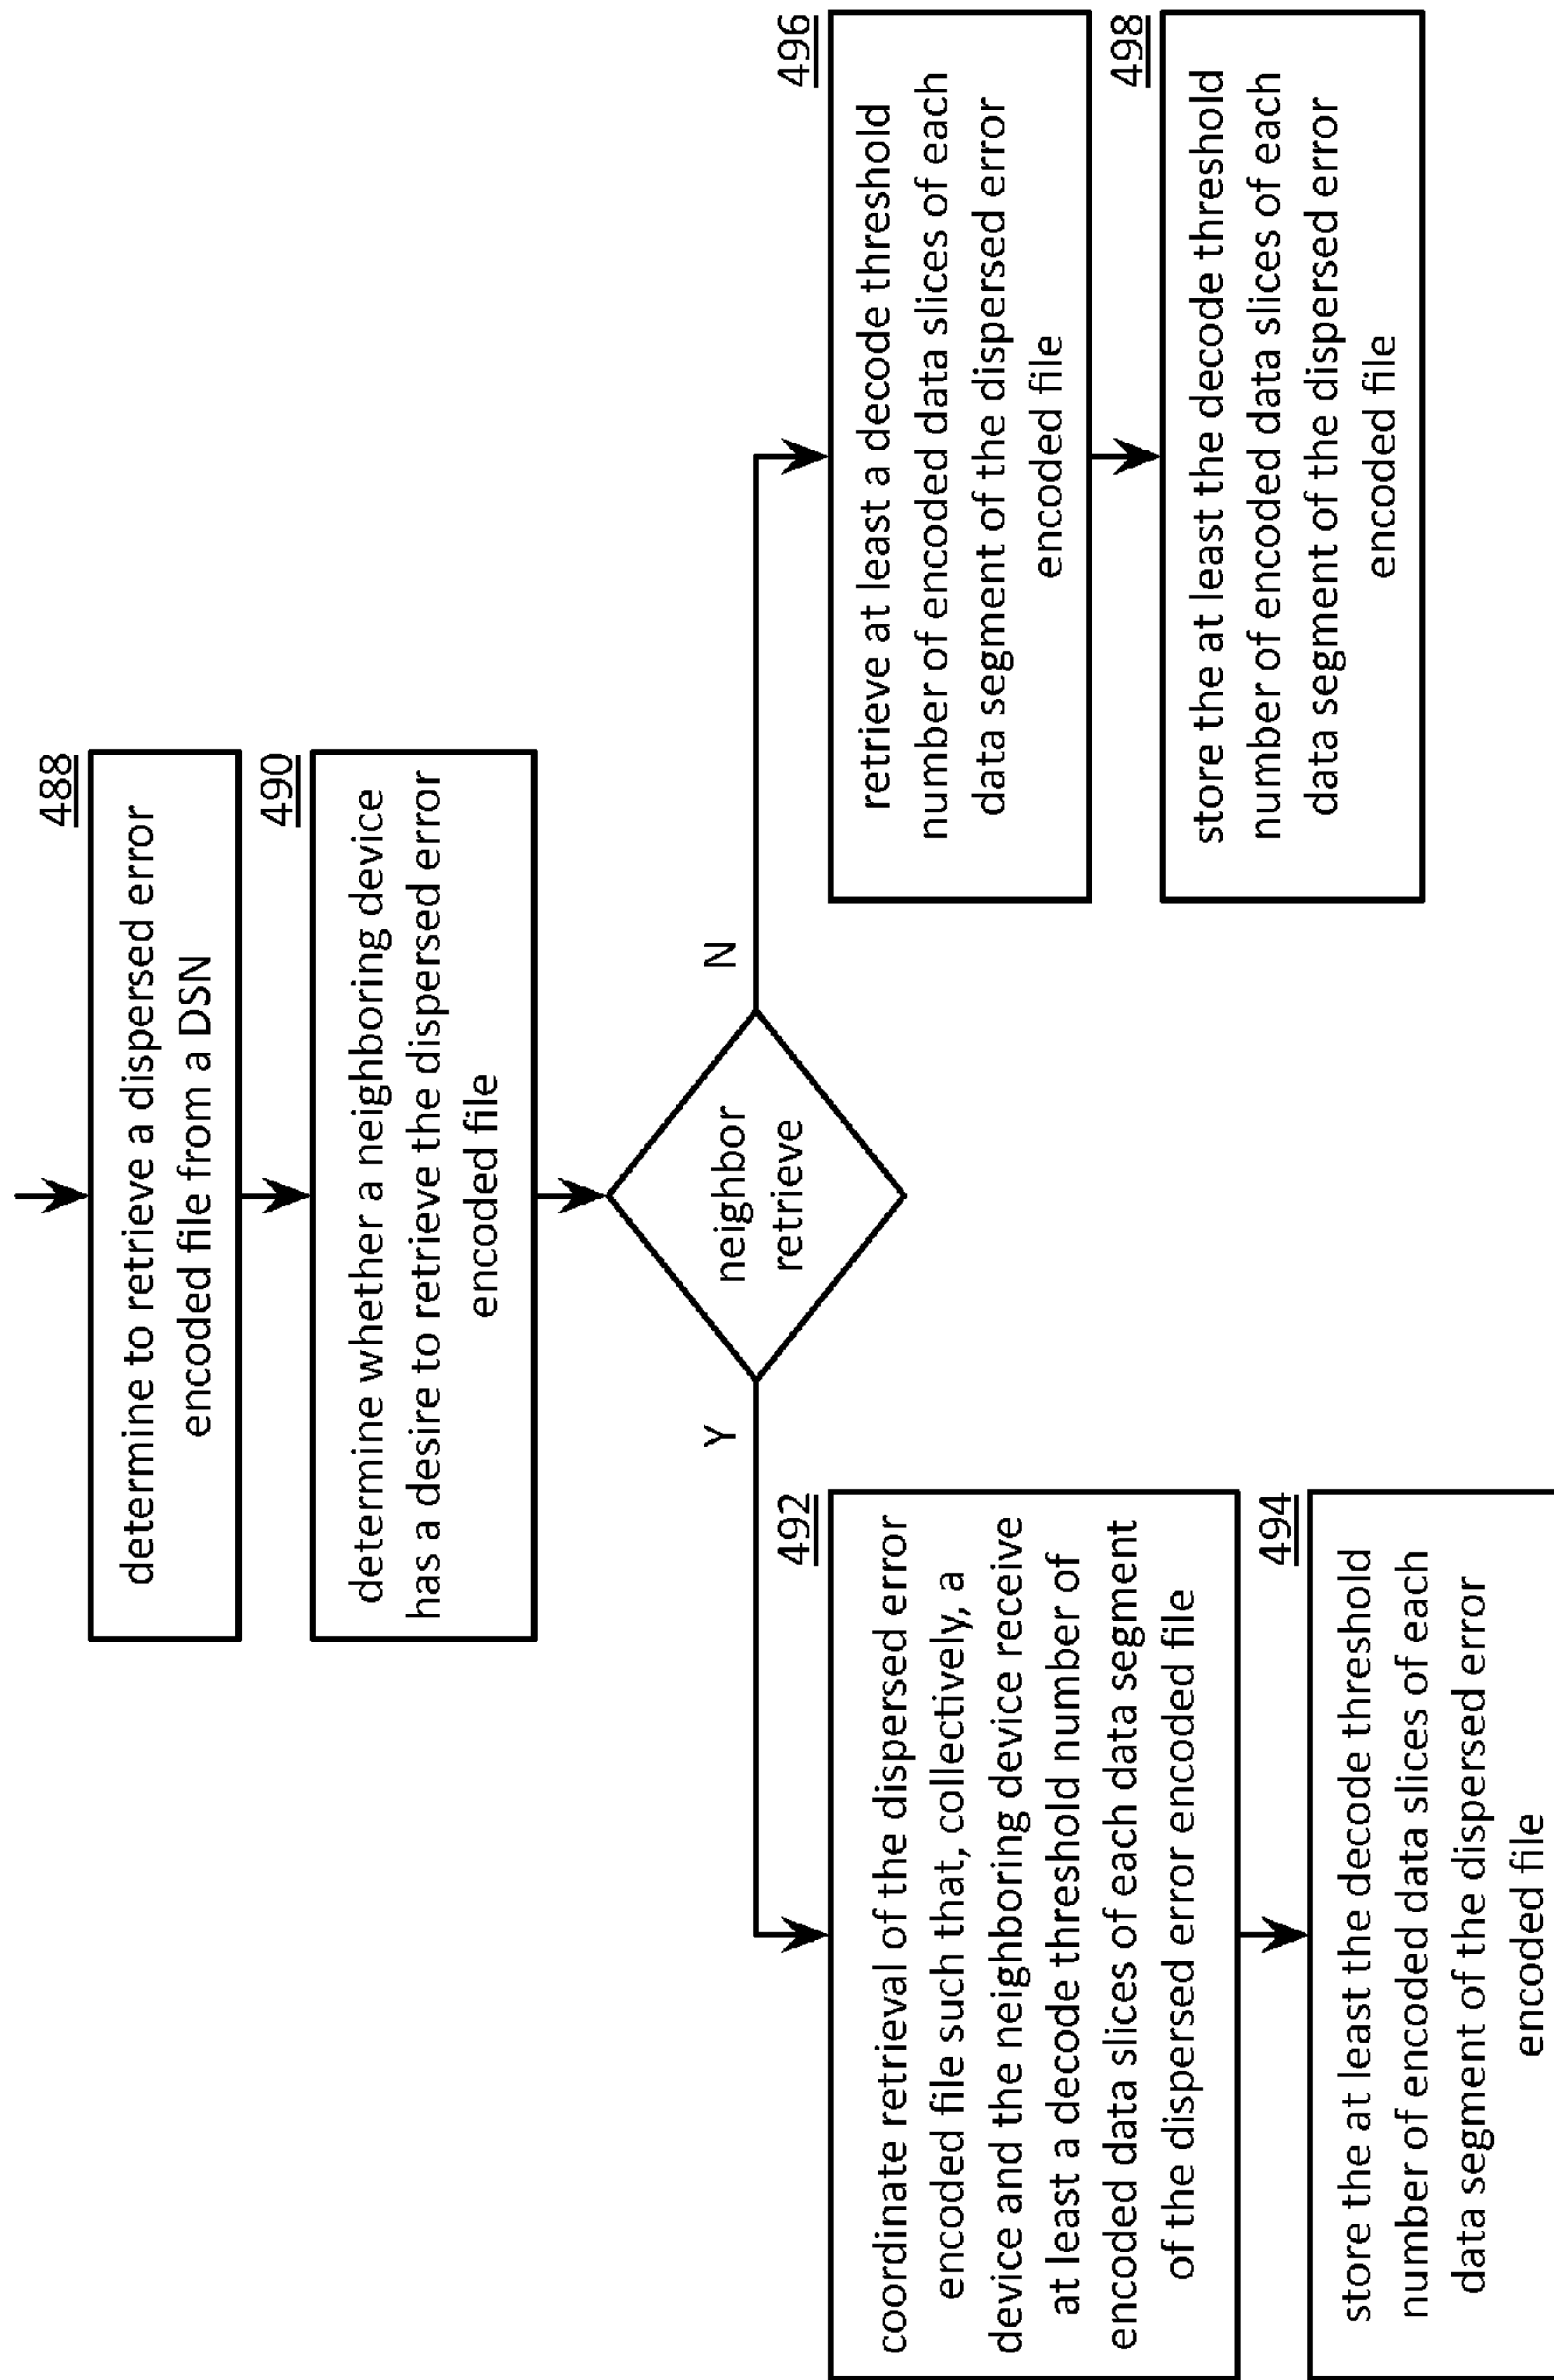 488
determine to retrieve a dispersed error
encoded file from a DSN
490
determine whether a neighboring device
has a desire to retrieve the dispersed error
encoded file
neighbor
retrieve
Y
N
492
coordinate retrieval of the dispersed error
encoded file such that, collectively, a
device and the neighboring device receive
at least a decode threshold number of
encoded data slices of each data segment
of the dispersed error encoded file
494
store the at least the decode threshold
number of encoded data slices of each
data segment of the dispersed error
encoded file
496
retrieve at least a decode threshold
number of encoded data slices of each
data segment of the dispersed error
encoded file
498
store the at least the decode threshold
number of encoded data slices of each
data segment of the dispersed error
encoded file